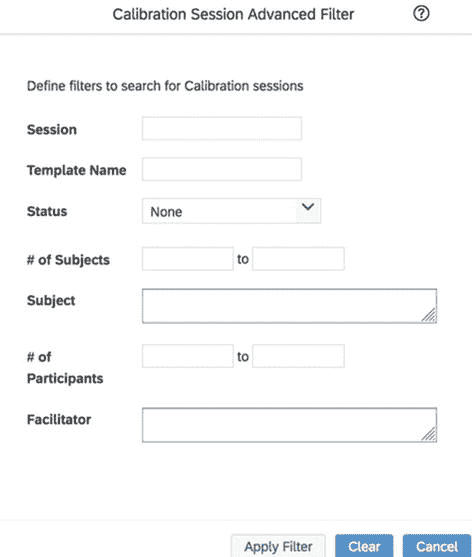 Calibration Session Advanced Filter ?
Define filters to search for Calibration sessions
Session
Template Name
Status None
# of Subjects to
Subject
# of to
Participants
Facilitator
Apply Filter Clear Cancel